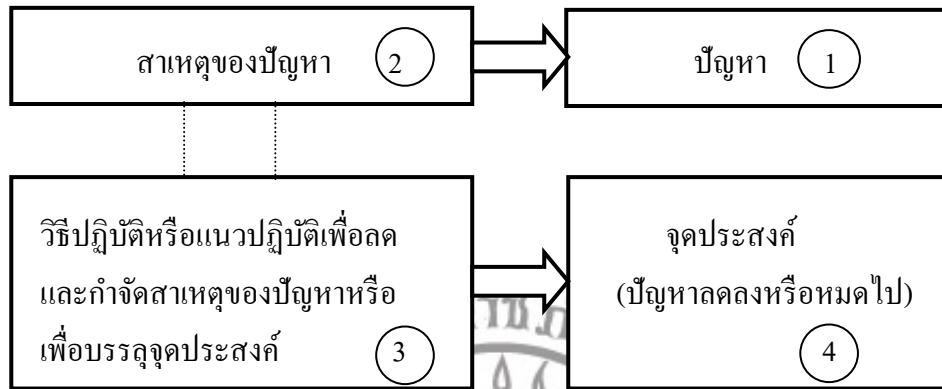 สาเหตุของปัญหา 2
ปัญหา 1
วิธีปฏิบัติหรือแนวปฏิบัติเพื่อลด
และกำจัดสาเหตุของปัญหาหรือ
เพื่อบรรลุจุดประสงค์ 3
จุดประสงค์
(ปัญหาลดลงหรือหมดไป)
4